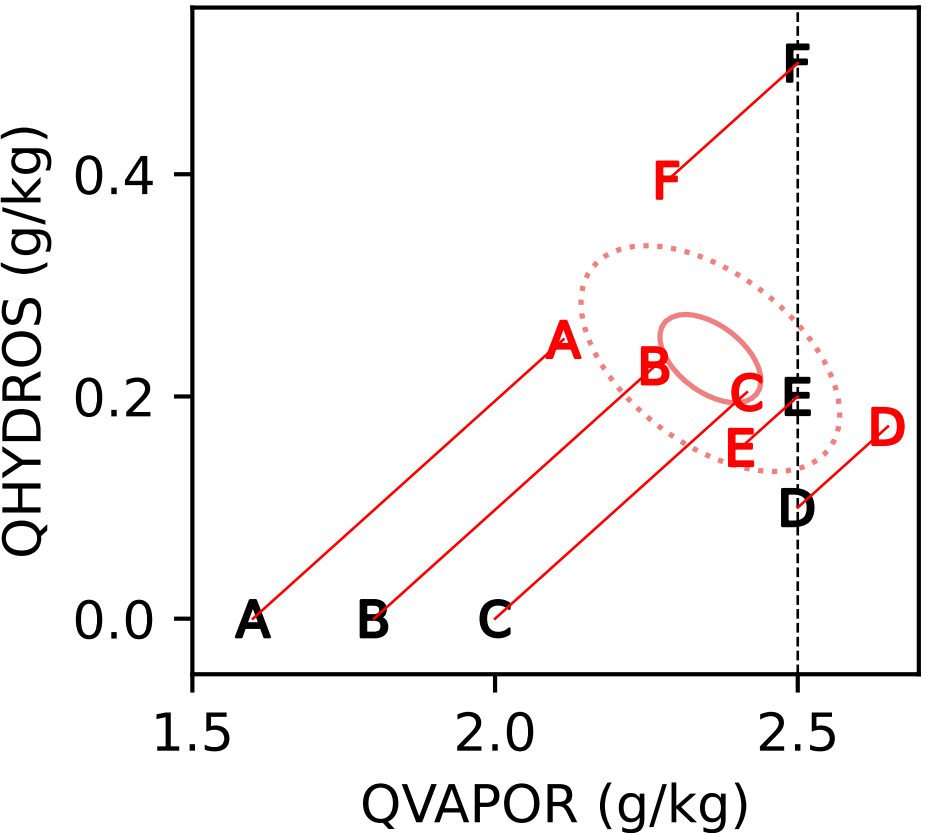 F
0.4
F
QHYDROS (g/kg)
A
B
C
E
0.2
E
D
D
0.0
A
B
C
1.5
2.0
2.5
QVAPOR (g/kg)